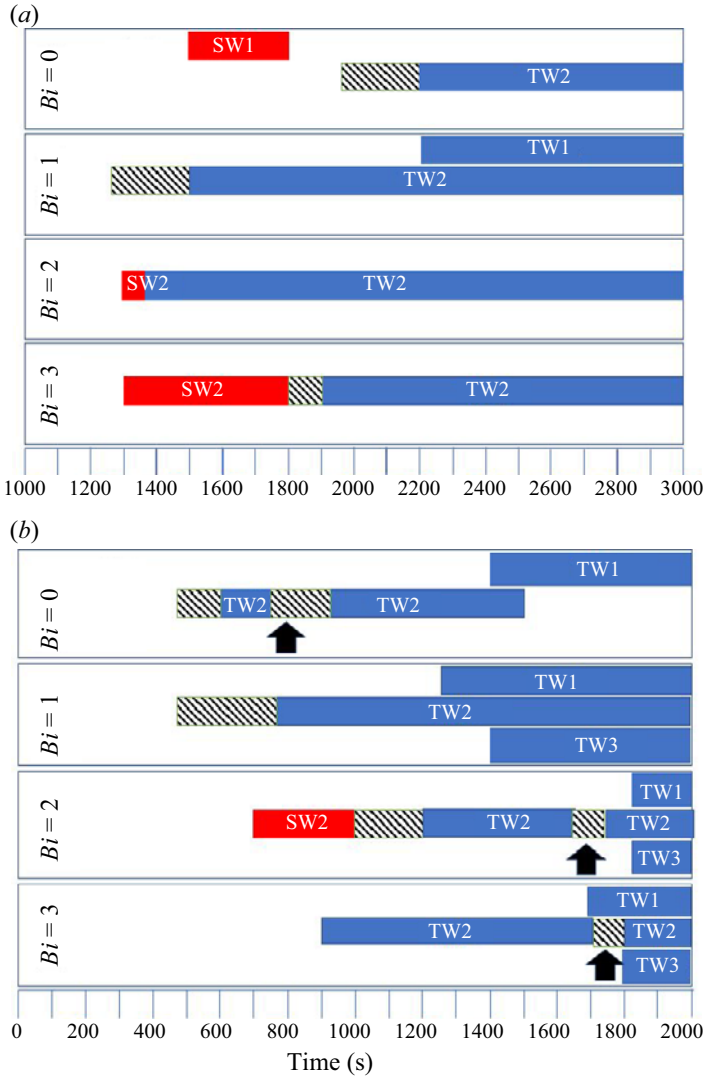 (a)
Bi = 0
SW1
TW2
Bi = 1
TW1
TW2
Bi = 2
SW2
TW2
Bi = 3
SW2
TW2
1000 1200 1400 1600 1800 2000 2200 2400 2600 2800 3000
(b)
Bi = 0
TW1
TW2 TW2
Bi = 1
TW1
TW2
TW3
Bi = 2
TW1
SW2 TW2 TW2
TW3
Bi = 3
TW1
TW2 TW2
TW3
0 200 400 600 800 1000 1200 1400 1600 1800 2000
Time (s)